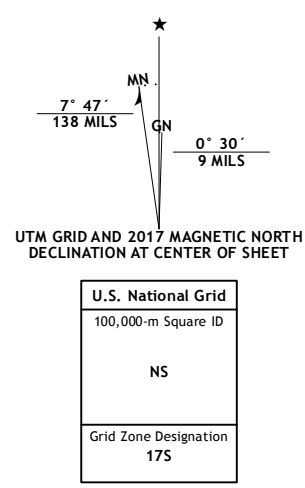 ★
MN
7° 47´
138 MILS
GN
0° 30´
9 MILS
UTM GRID AND 2017 MAGNETIC NORTH
DECLINATION AT CENTER OF SHEET
U.S. National Grid
100,000-m Square ID
NS
Grid Zone Designation
17S